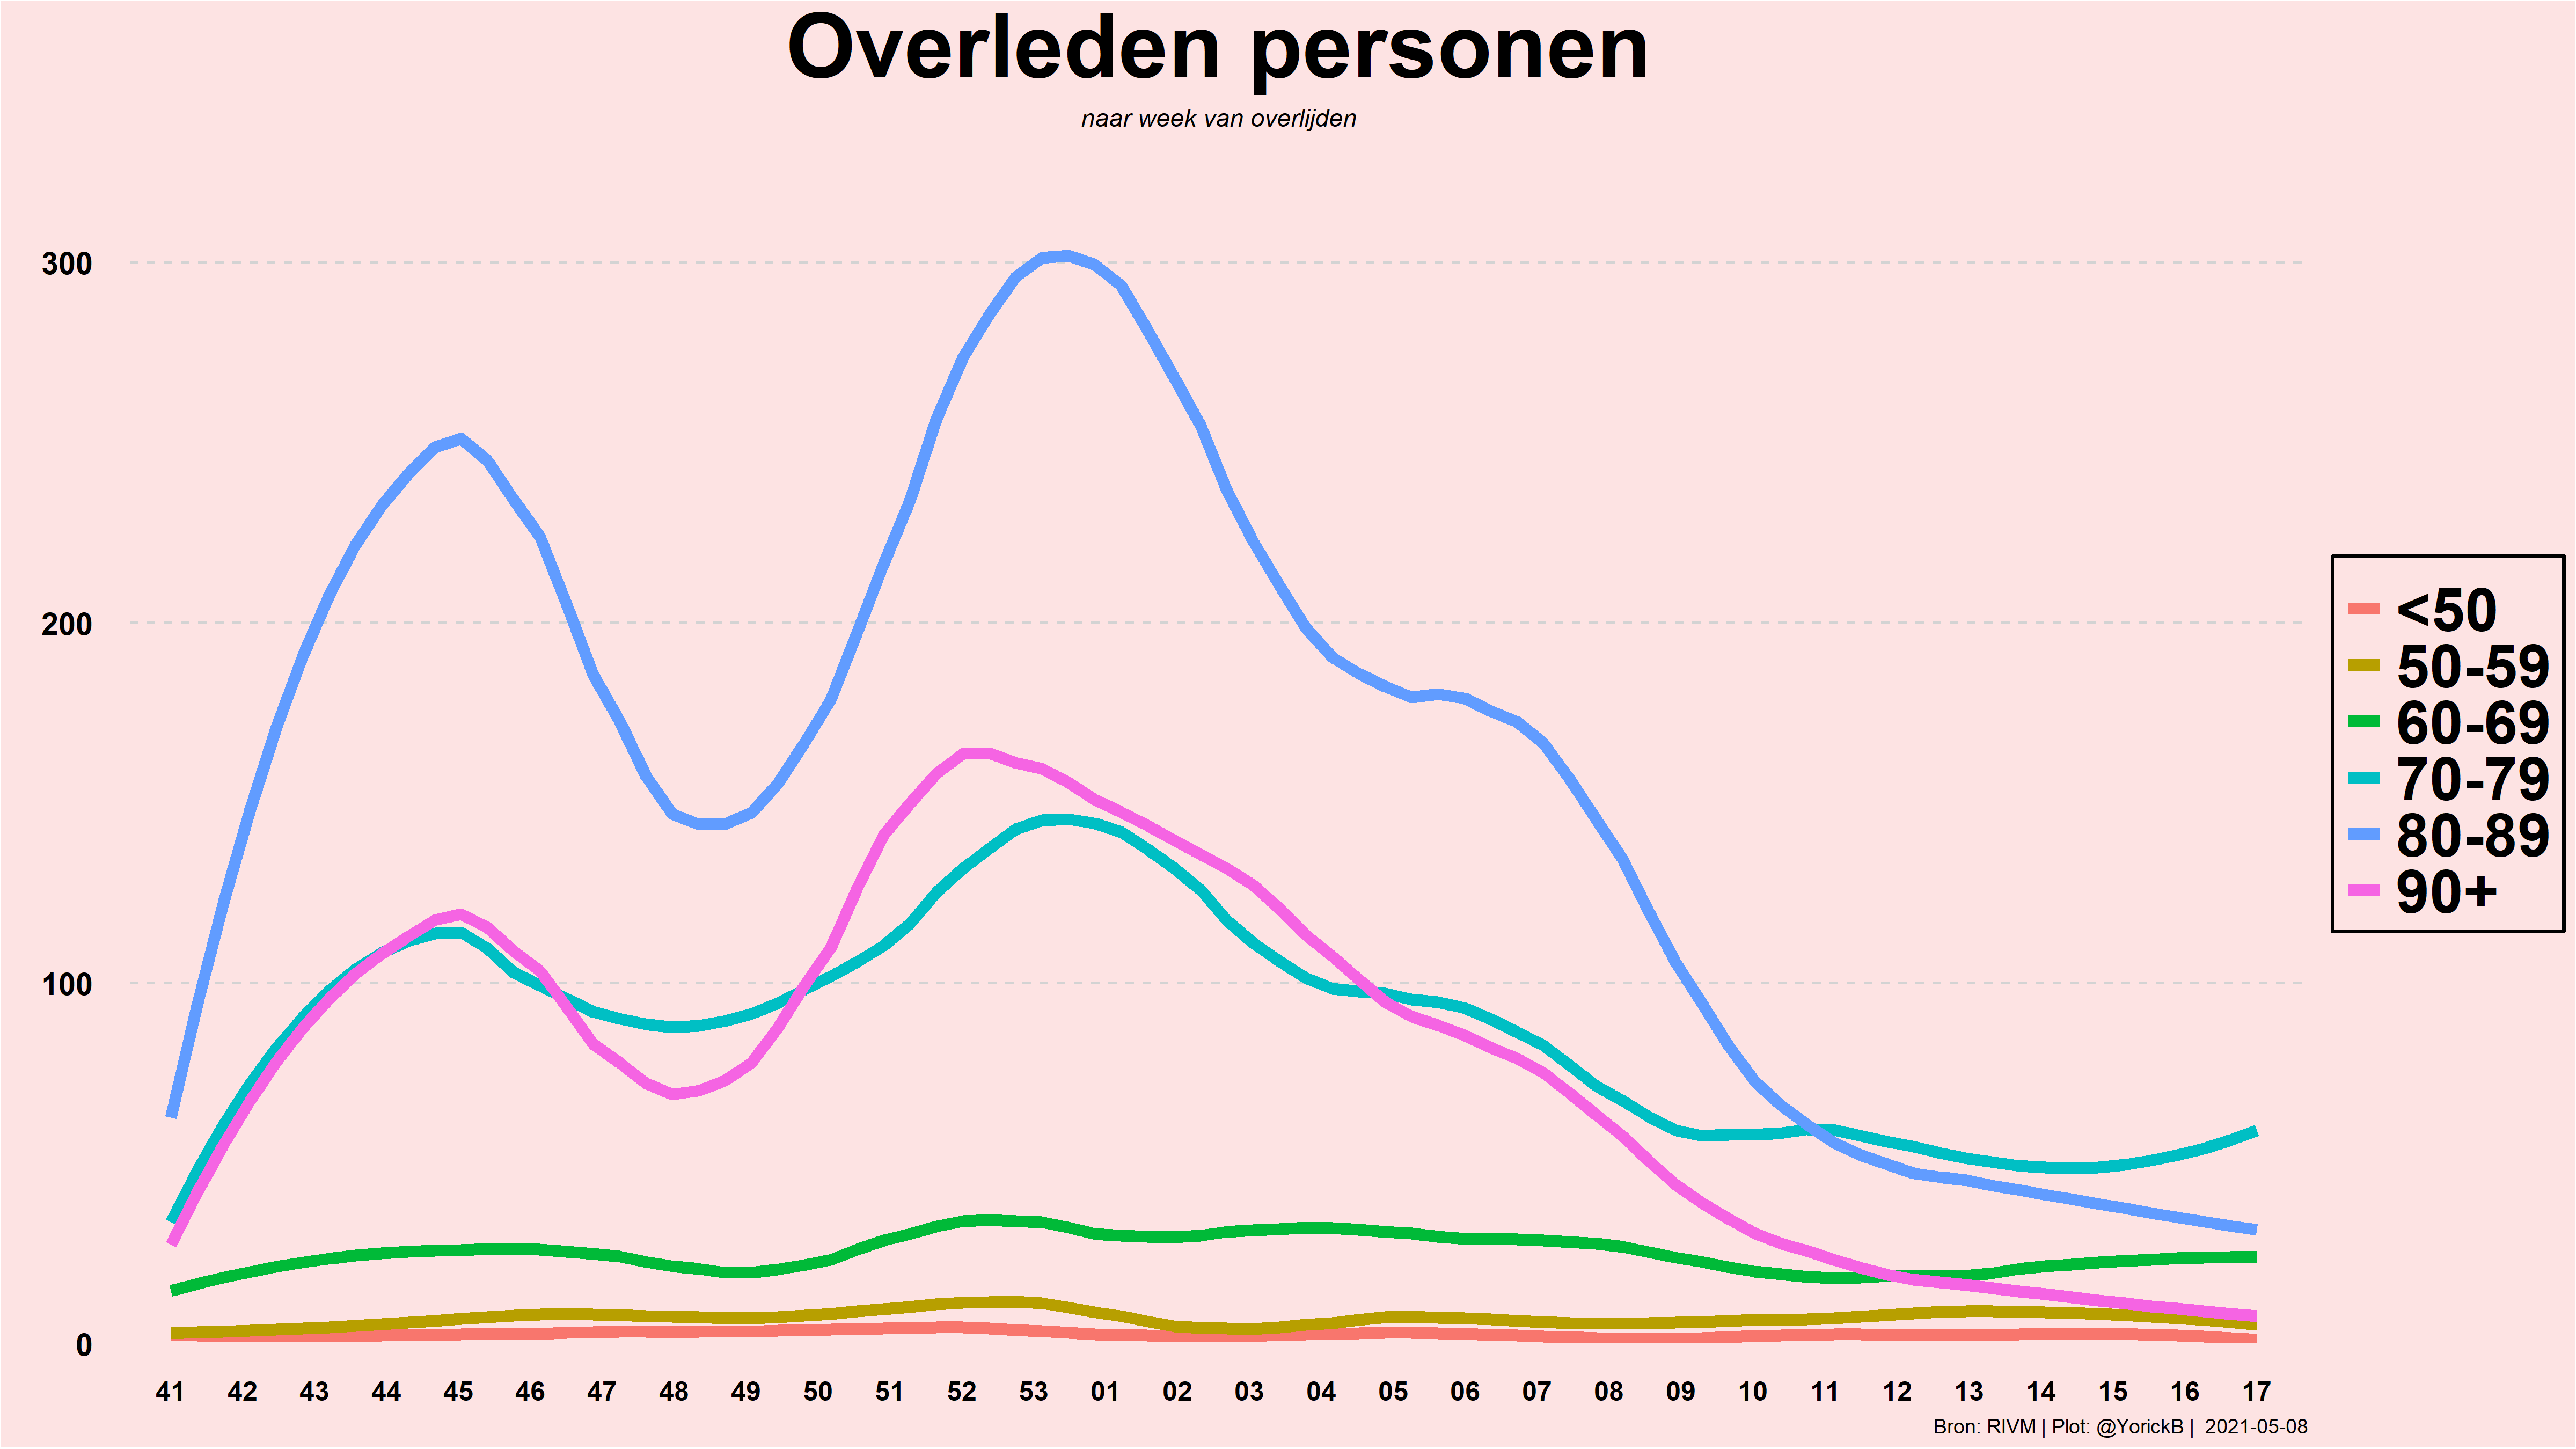 Overleden personen
naar week van overlijden
300
200
100
0
41 42 43 44 45 46 47 48 49 50 51 52 53 01 02 03 04 05 06 07 08 09 10 11 12 13 14 15 16 17
<50
50-59
60-69
70-79
80-89
90+
Bron: RIVM | Plot: @YorickB | 2021-05-08